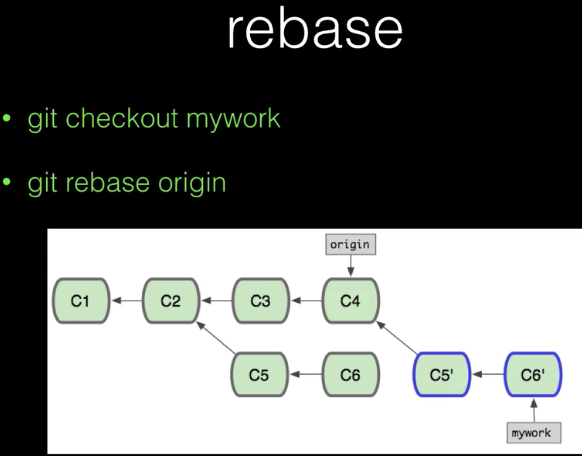 rebase
• git checkout mywork
• git rebase origin
origin
C1 C2 C3 C4
C5 C6 C5' C6'
mywork